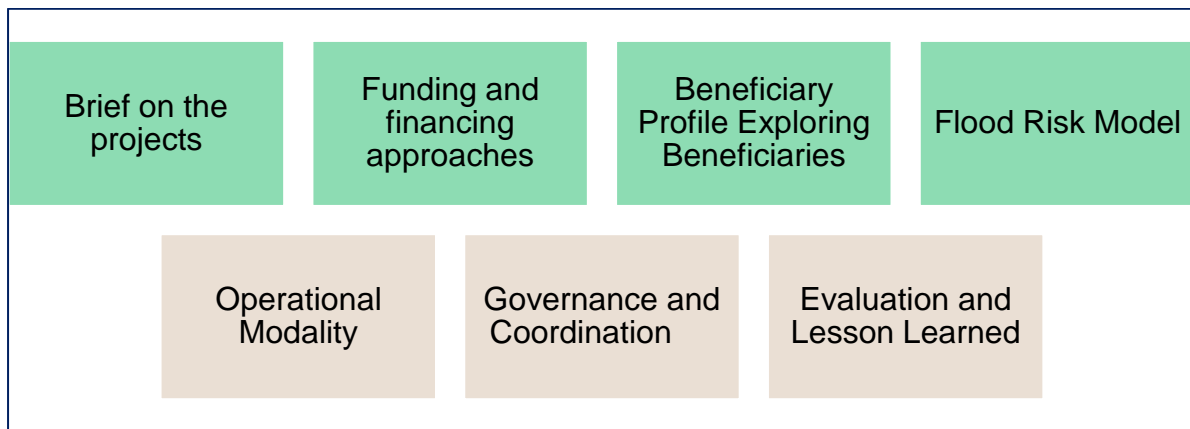 Brief on the
projects
Funding and
financing
approaches
Beneficiary
Profile Exploring
Beneficiaries
Flood Risk Model
Operational
Modality
Governance and
Coordination
Evaluation and
Lesson Learned